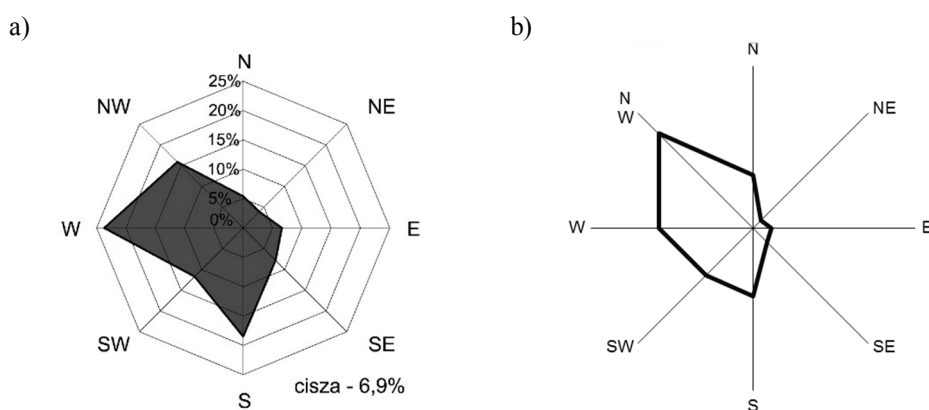 a)
N
25%
20%
15%
10%
5%
0%
NW
NE
W
E
SW
SE
S
cisza - 6,9%
b)
N
N
W
NE
W
E
SW
SE
S